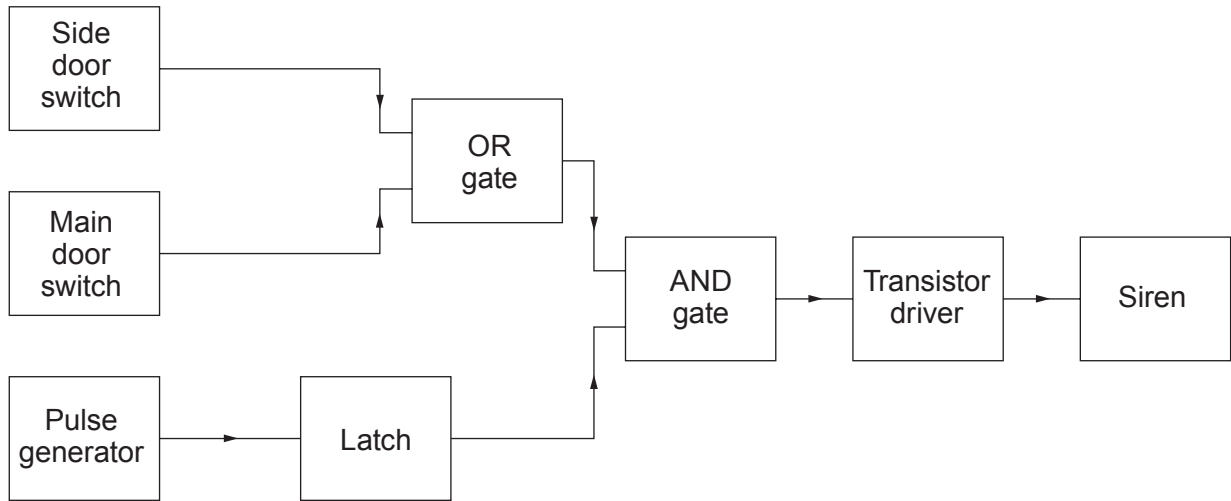 Side
door
switch
OR
gate
Main
door
switch
AND
gate
Transistor
driver
Siren
Pulse
generator
Latch